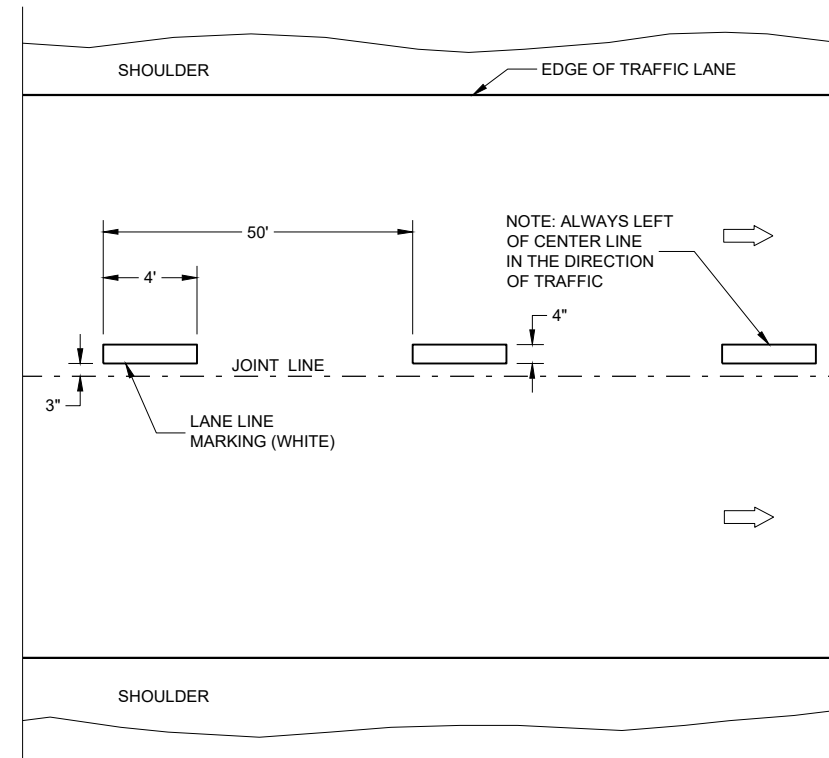 SHOULDER
EDGE OF TRAFFIC LANE
50'
NOTE: ALWAYS LEFT
OF CENTER LINE
IN THE DIRECTION
OF TRAFFIC
4'
4"
JOINT LINE
3"
LANE LINE
MARKING (WHITE)
SHOULDER